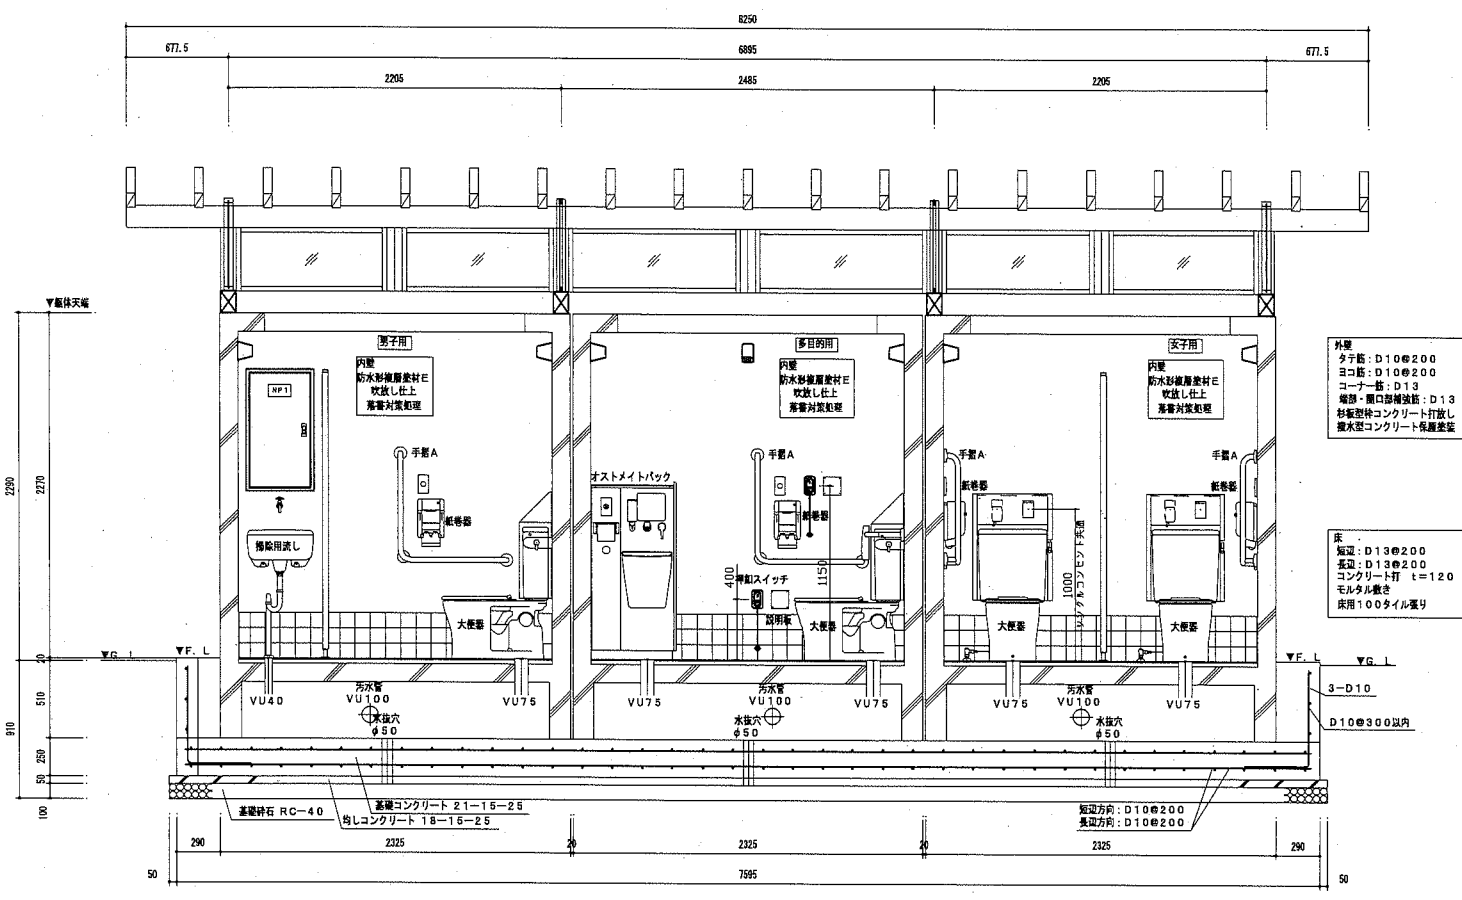 8250
677.5
6895
677.5
2205
2485
2205
▼躯体天端
男子用
内壁
防水形複層塗材E
吹放し仕上
落書対策処理
NP1
手摺A
紙巻器
掃除用流し
大便器
多目的用
内壁
防水形複層塗材E
吹放し仕上
落書対策処理
オストメイトパック
手摺A
紙巻器
400
1150
呼釦スイッチ
説明板
大便器
女子用
内壁
防水形複層塗材E
吹放し仕上
落書対策処理
手摺A
紙巻器
手摺A
紙巻器
1000
リングルコンセント共通
大便器
大便器
外壁
タテ筋:D10@200
ヨコ筋:D10@200
コーナー筋:D13
端部・開口部補強筋:D13
杉板型枠コンクリート打放し
撥水型コンクリート保護塗装
床
短辺:D13@200
長辺:D13@200
コンクリート打 t=120
モルタル敷き
床用100タイル張り
2290
2270
20
910
510
250
50
100
▼G.L
▼F.L
▼F.L
▼G.L
VU40
汚水管
VU100
VU75
水抜穴
φ50
VU75
汚水管
VU100
VU75
水抜穴
φ50
VU75
汚水管
VU100
VU75
水抜穴
φ50
3-D10
D10@300以内
基礎砕石 RC-40
基礎コンクリート 21-15-25
均しコンクリート 18-15-25
短辺方向:D10@200
長辺方向:D10@200
290
2325
20
2325
20
2325
290
50
7595
50